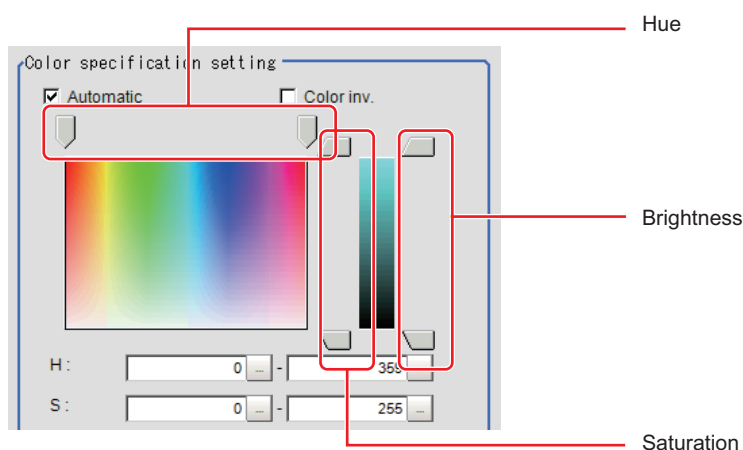 Hue
Color specification setting
Automatic
Color inv.
Brightness
H: 0 ... - 359
S: 0 ... - 255 ...
Saturation